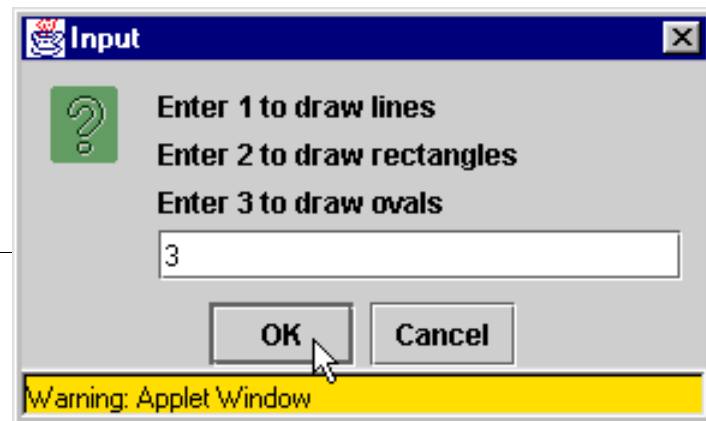 Input
Enter 1 to draw lines
Enter 2 to draw rectangles
Enter 3 to draw ovals
3
OK Cancel
Warning: Applet Window